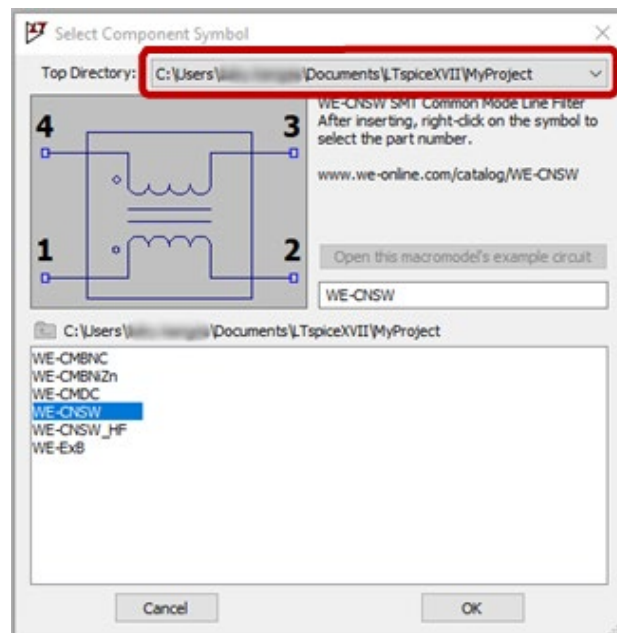 Select Component Symbol
Top Directory: C:\Users\ \Documents\LTspiceXVII\MyProject
WE-CNSW SMT Common Mode Line Filter
After inserting, right-click on the symbol to
select the part number.
www.we-online.com/catalog/WE-CNSW
4 3
1 2
Open this macromodel's example circuit
WE-CNSW
C:\Users\ \Documents\LTspiceXVII\MyProject
WE-CMBNC
WE-CMBNiZn
WE-CMDC
WE-CNSW
WE-CNSW_HF
WE-ExB
Cancel OK